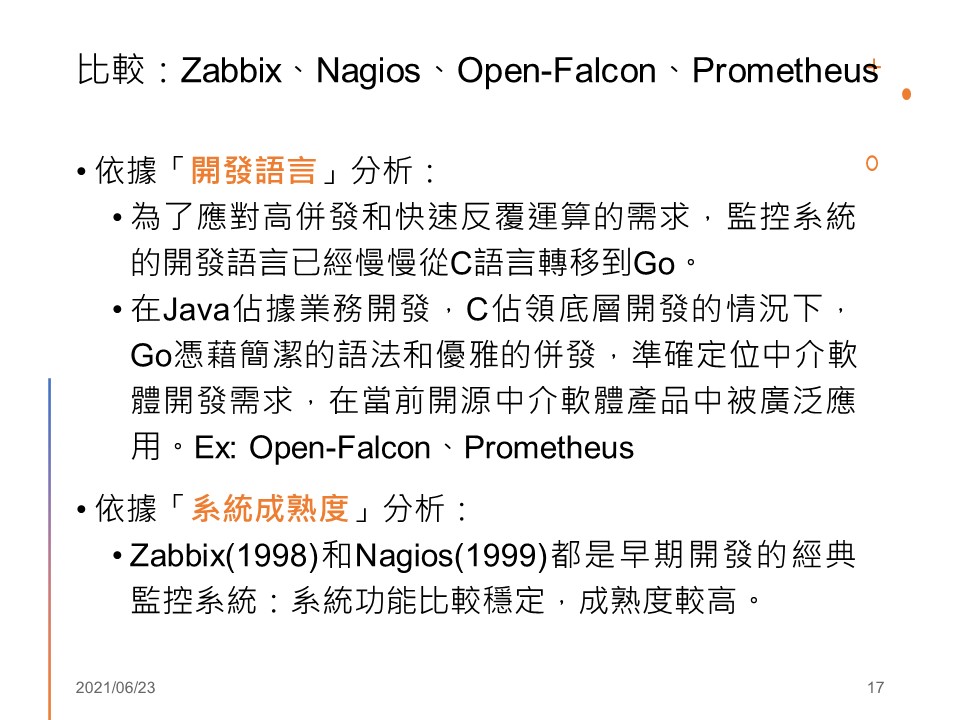 比較：Zabbix、Nagios、Open-Falcon、Prometheus
• 依據「開發語言」分析：
• 為了應對高併發和快速反覆運算的需求，監控系統
的開發語言已經慢慢從C語言轉移到Go。
• 在Java佔據業務開發，C佔領底層開發的情況下，
Go憑藉簡潔的語法和優雅的併發，準確定位中介軟
體開發需求，在當前開源中介軟體產品中被廣泛應
用。Ex: Open-Falcon、Prometheus
• 依據「系統成熟度」分析：
• Zabbix(1998)和Nagios(1999)都是早期開發的經典
監控系統：系統功能比較穩定，成熟度較高。
2021/06/23
17